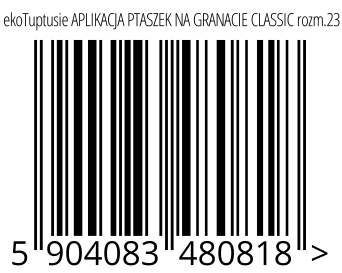 ekoTuptusie APLIKACJA PTASZEK NA GRANACIE CLASSIC rozm.23
5 904083 480818 >